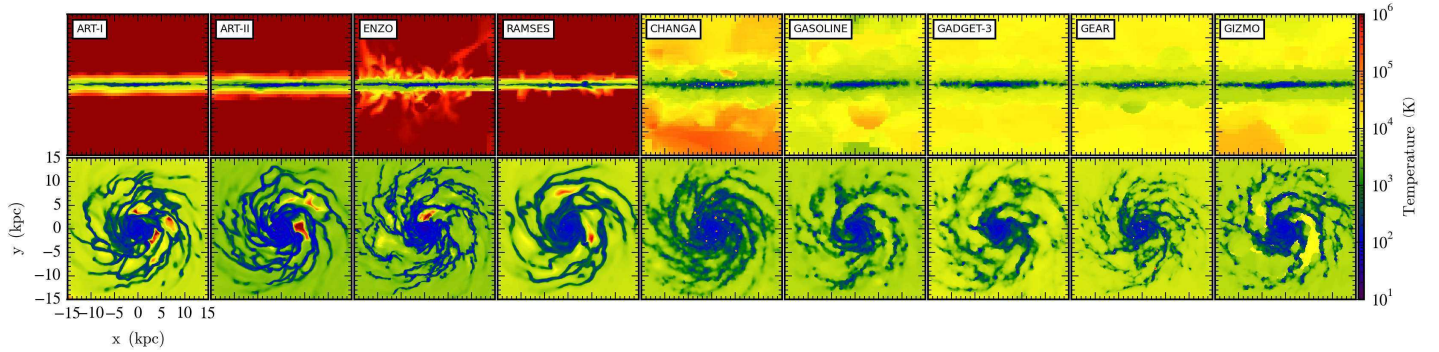 ART-I ART-II ENZO RAMSES CHANGA GASOLINE GADGET-3 GEAR GIZMO
10^6
10^5
10^4
10^3
10^2
10^1
Temperature (K)
15
10
5
0
−5
−10
−15
y (kpc)
−15 −10 −5 0 5 10 15
x (kpc)